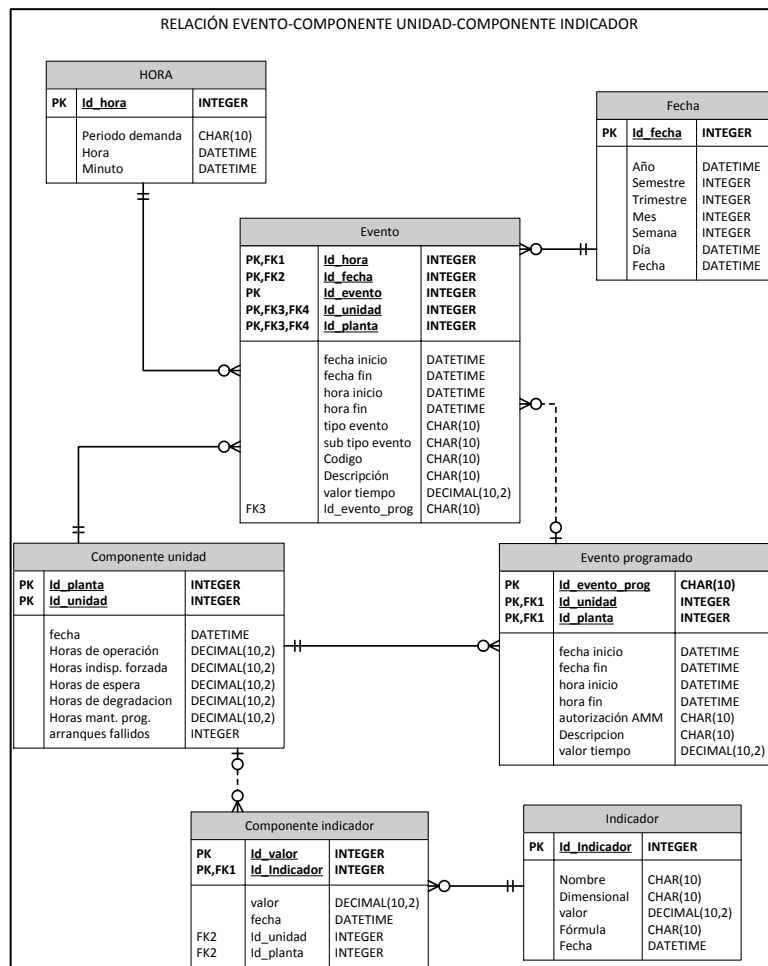 RELACIÓN EVENTO-COMPONENTE UNIDAD-COMPONENTE INDICADOR
HORA
PK Id_hora INTEGER
Periodo demanda CHAR(10)
Hora DATETIME
Minuto DATETIME
Fecha
PK Id_fecha INTEGER
Año DATETIME
Semestre INTEGER
Trimestre INTEGER
Mes INTEGER
Semana INTEGER
Día DATETIME
Fecha DATETIME
Evento
PK,FK1 Id_hora INTEGER
PK,FK2 Id_fecha INTEGER
PK Id_evento INTEGER
PK,FK3,FK4 Id_unidad INTEGER
PK,FK3,FK4 Id_planta INTEGER
fecha inicio DATETIME
fecha fin DATETIME
hora inicio DATETIME
hora fin DATETIME
tipo evento CHAR(10)
sub tipo evento CHAR(10)
Codigo CHAR(10)
Descripción CHAR(10)
valor tiempo DECIMAL(10,2)
FK3 Id_evento_prog CHAR(10)
Componente unidad
PK Id_planta INTEGER
PK Id_unidad INTEGER
fecha DATETIME
Horas de operación DECIMAL(10,2)
Horas indisp. forzada DECIMAL(10,2)
Horas de espera DECIMAL(10,2)
Horas de degradacion DECIMAL(10,2)
Horas mant. prog. DECIMAL(10,2)
arranques fallidos INTEGER
Evento programado
PK Id_evento_prog CHAR(10)
PK,FK1 Id_unidad INTEGER
PK,FK1 Id_planta INTEGER
fecha inicio DATETIME
fecha fin DATETIME
hora inicio DATETIME
hora fin DATETIME
autorización AMM CHAR(10)
Descripcion CHAR(10)
valor tiempo DECIMAL(10,2)
Componente indicador
PK Id_valor INTEGER
PK,FK1 Id_Indicador INTEGER
valor DECIMAL(10,2)
fecha DATETIME
FK2 Id_unidad INTEGER
FK2 Id_planta INTEGER
Indicador
PK Id_Indicador INTEGER
Nombre CHAR(10)
Dimensional CHAR(10)
valor DECIMAL(10,2)
Fórmula CHAR(10)
Fecha DATETIME